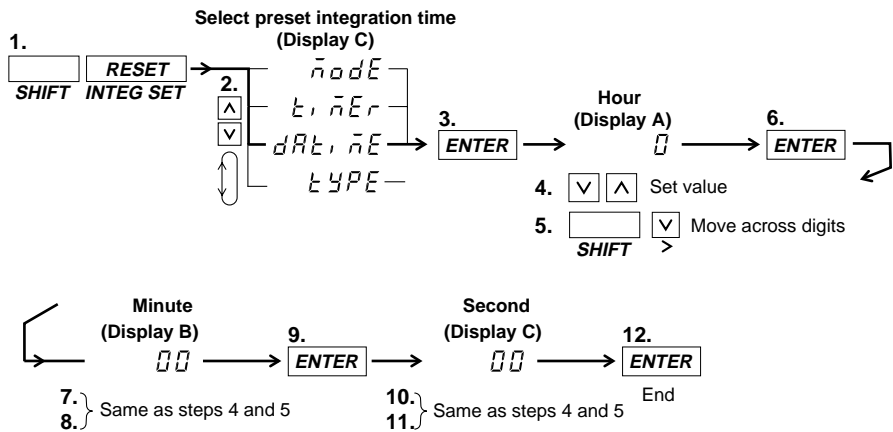 Select preset integration time
(Display C)
1.
RESET
SHIFT INTEG SET
2.
modE
timEr
dAtimE
tYPE
3.
ENTER
Hour
(Display A)
0
6.
ENTER
4. Set value
5. Move across digits
SHIFT >
Minute
(Display B)
00
9.
ENTER
Second
(Display C)
00
12.
ENTER
End
7.
8. Same as steps 4 and 5
10.
11. Same as steps 4 and 5